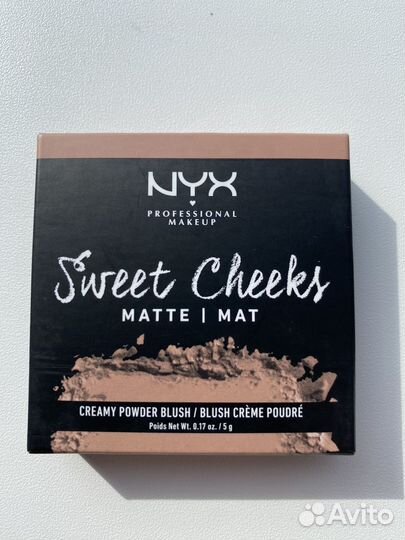 NYX
PROFESSIONAL
MAKEUP
Sweet Cheeks
MATTE | MAT
CREAMY POWDER BLUSH / BLUSH CRÈME POUDRÉ
Poids Net Wt. 0.17 oz. / 5 g
Avito